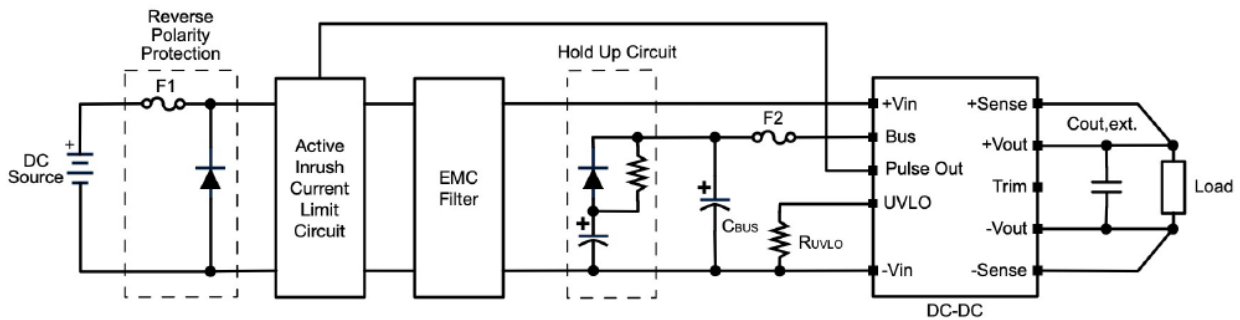 Reverse
Polarity
Protection
F1
+
DC
Source
Active
Inrush
Current
Limit
Circuit
EMC
Filter
Hold Up Circuit
+
+
CBUS
F2
RUVLO
+Vin
Bus
Pulse Out
UVLO
-Vin
+Sense
+Vout
Trim
-Vout
-Sense
DC-DC
Cout,ext.
Load